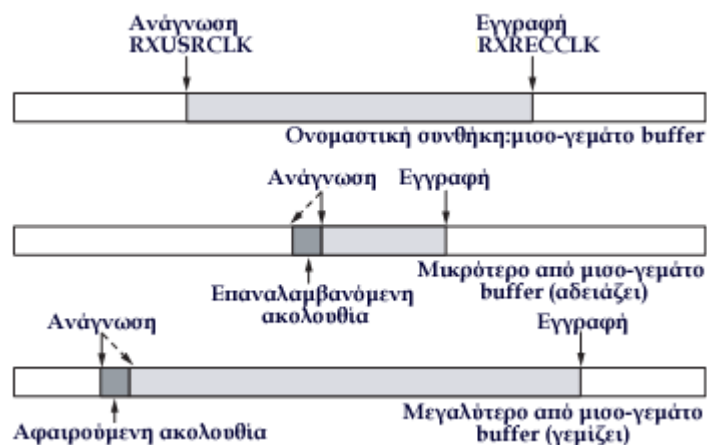 Ανάγνωση
RXUSRCLK
Εγγραφή
RXRECCLK
Ονομαστική συνθήκη:μισο-γεμάτο buffer
Ανάγνωση
Εγγραφή
Επαναλαμβανόμενη
ακολουθία
Μικρότερο από μισο-γεμάτο
buffer (αδειάζει)
Ανάγνωση
Εγγραφή
Αφαιρούμενη ακολουθία
Μεγαλύτερο από μισο-γεμάτο
buffer (γεμίζει)